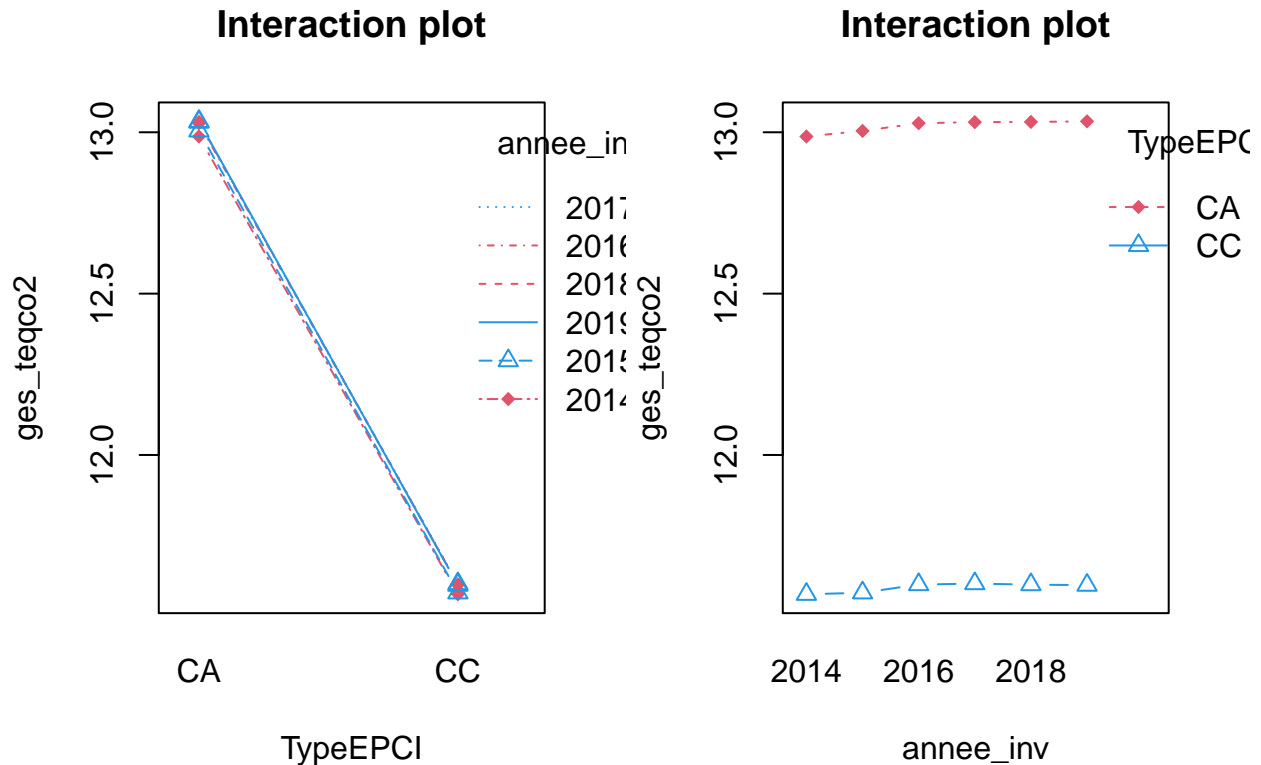 Interaction plot
ges_teqco2
13.0
12.5
12.0
annee_in
2017
2016
2018
2019
2015
2014
CA CC
TypeEPCI
Interaction plot
ges_teqco2
13.0
12.5
12.0
TypeEPC
CA
CC
2014 2016 2018
annee_inv